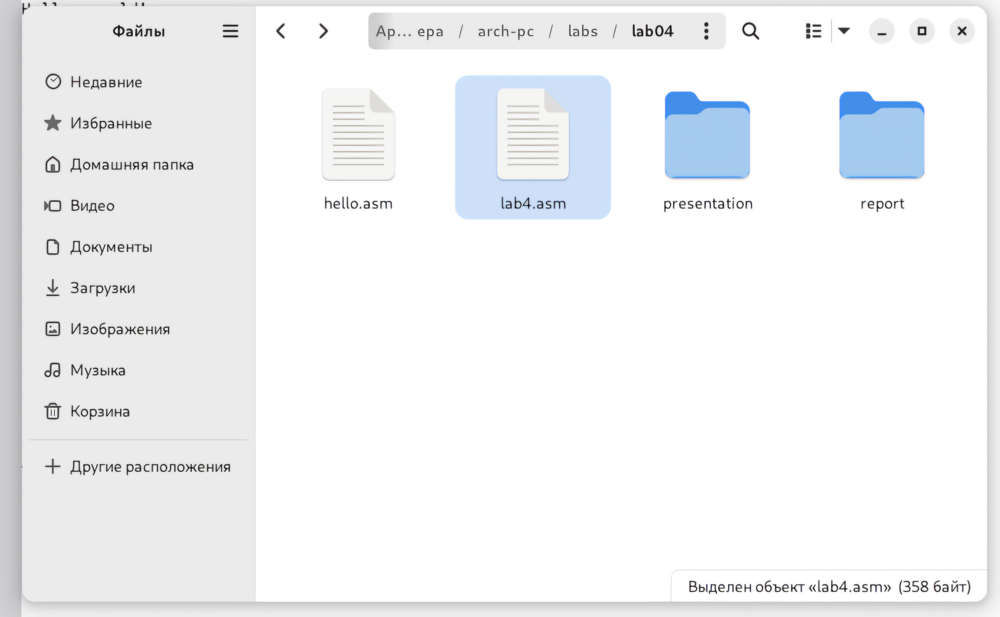 Файлы
Ар... ера / arch-pc / labs / lab04
Недавние
Избранные
Домашняя папка
Видео
Документы
Загрузки
Изображения
Музыка
Корзина
Другие расположения
hello.asm
lab4.asm
presentation
report
Выделен объект «lab4.asm» (358 байт)